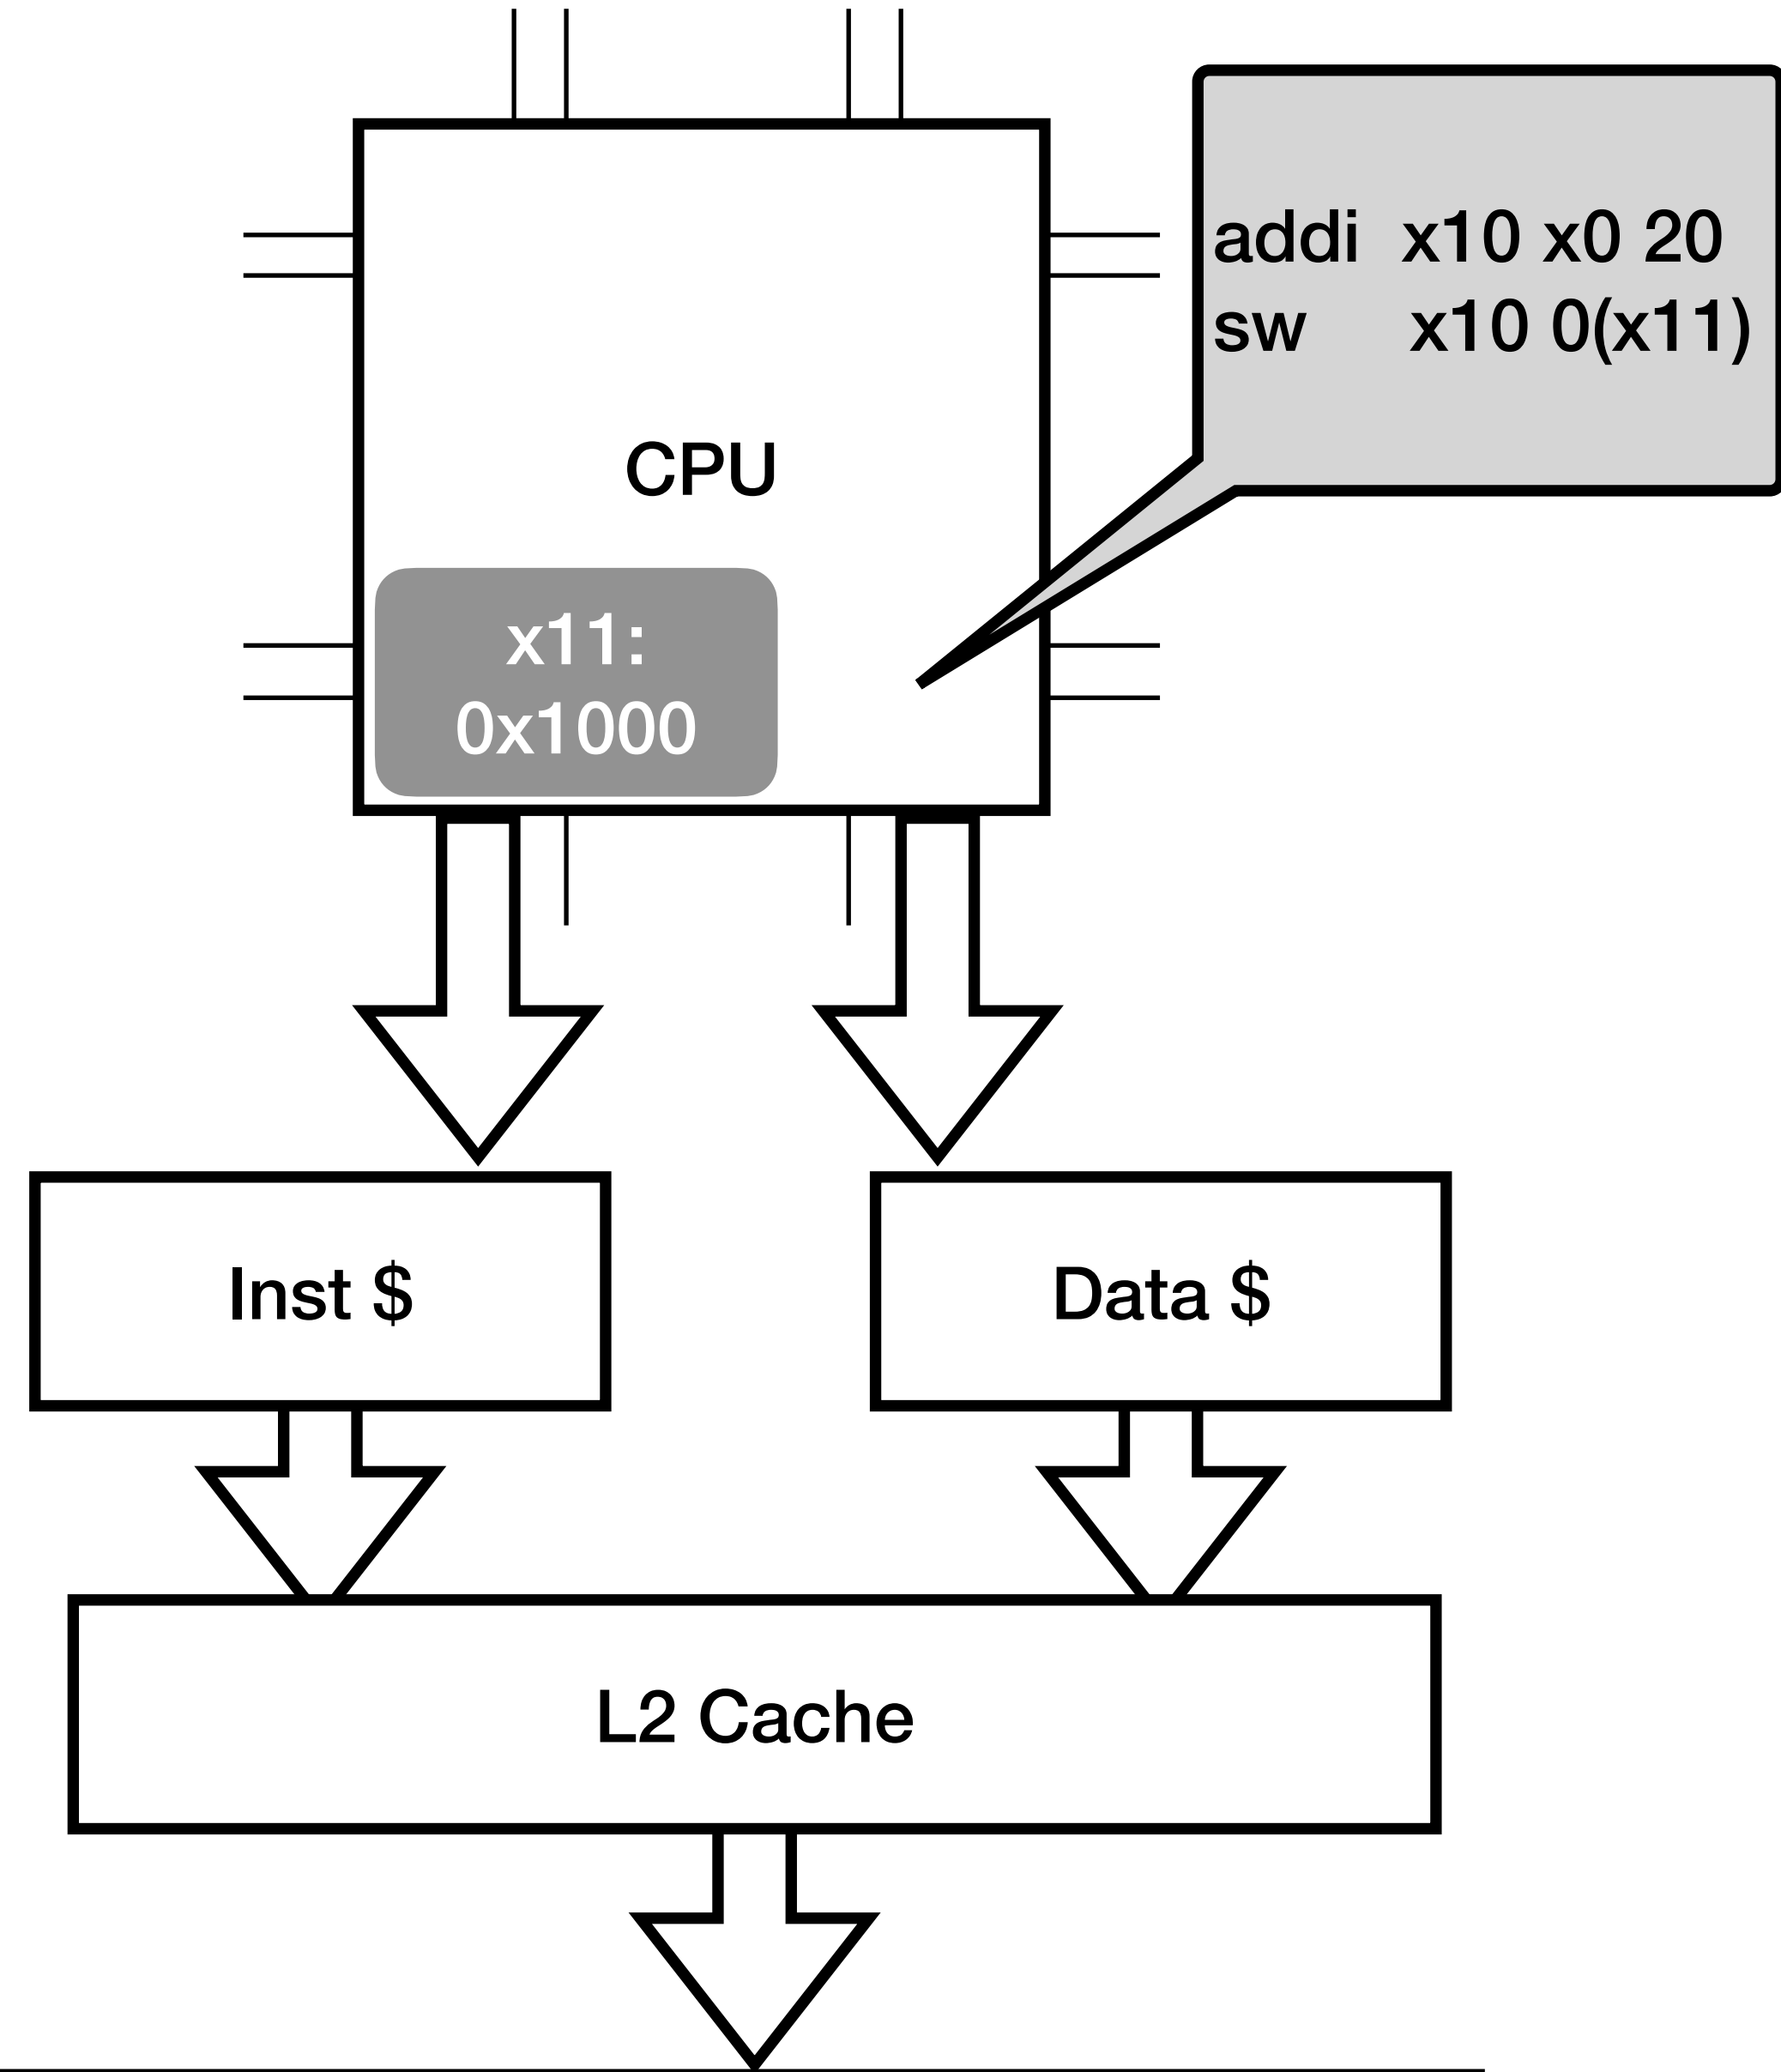 addi x10 x0 20
sw x10 0(x11)
CPU
x11:
0x1000
Inst $
Data $
L2 Cache